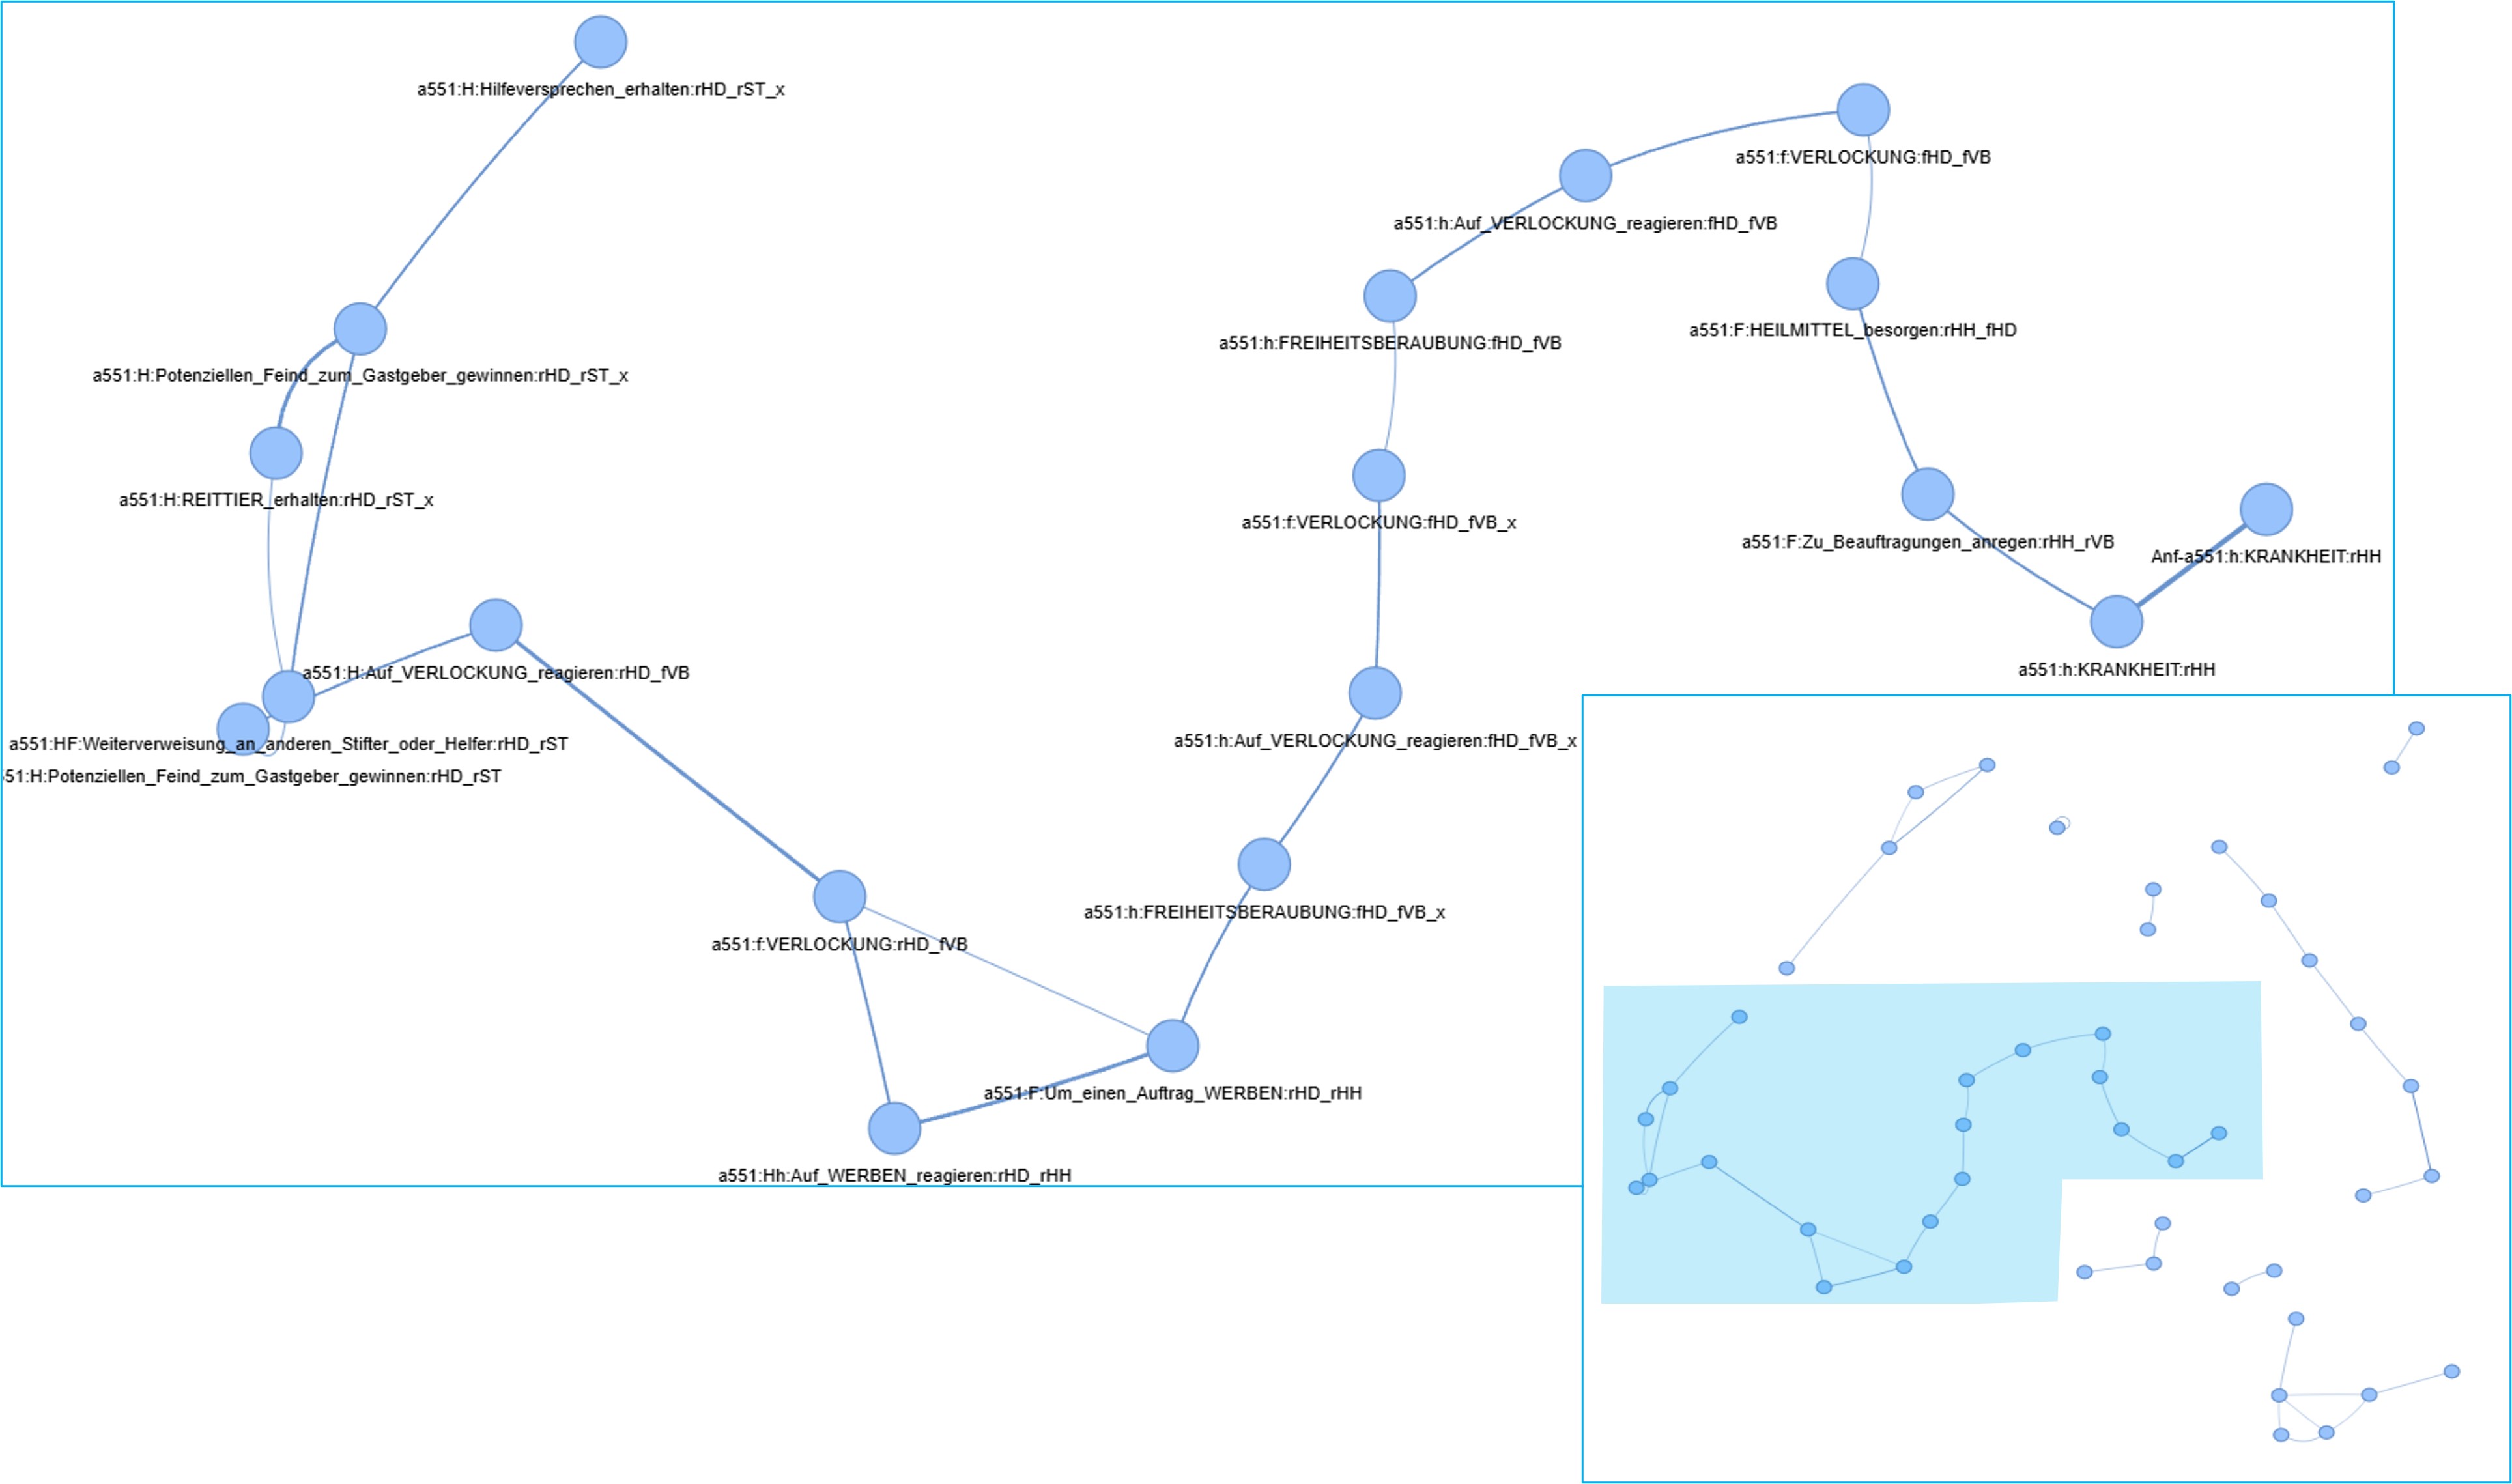 a551:H:Hilfeversprechen_erhalten:rHD_rST_x
a551:f:VERLOCKUNG:fHD_fVB
a551:h:Auf_VERLOCKUNG_reagieren:fHD_fVB
a551:F:HEILMITTEL_besorgen:rHH_fHD
a551:h:FREIHEITSBERAUBUNG:fHD_fVB
a551:H:Potenziellen_Feind_zum_Gastgeber_gewinnen:rHD_rST_x
a551:H:REITTIER_erhalten:rHD_rST_x
a551:f:VERLOCKUNG:fHD_fVB_x
a551:F:Zu_Beauftragungen_anregen:rHH_rVB
Anf-a551:h:KRANKHEIT:rHH
a551:h:KRANKHEIT:rHH
a551:H:Auf_VERLOCKUNG_reagieren:rHD_fVB
a551:h:Auf_VERLOCKUNG_reagieren:fHD_fVB_x
a551:HF:Weiterverweisung_an_anderen_Stifter_oder_Helfer:rHD_rST
51:H:Potenziellen_Feind_zum_Gastgeber_gewinnen:rHD_rST
a551:h:FREIHEITSBERAUBUNG:fHD_fVB_x
a551:f:VERLOCKUNG:rHD_fVB
a551:F:Um_einen_Auftrag_WERBEN:rHD_rHH
a551:Hh:Auf_WERBEN_reagieren:rHD_rHH